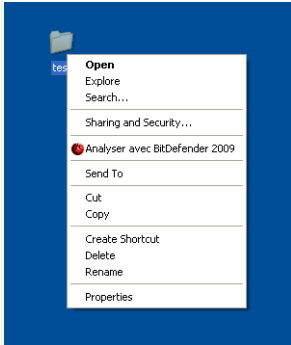 tes
Open
Explore
Search...
Sharing and Security...
Analyser avec BitDefender 2009
Send To
Cut
Copy
Create Shortcut
Delete
Rename
Properties